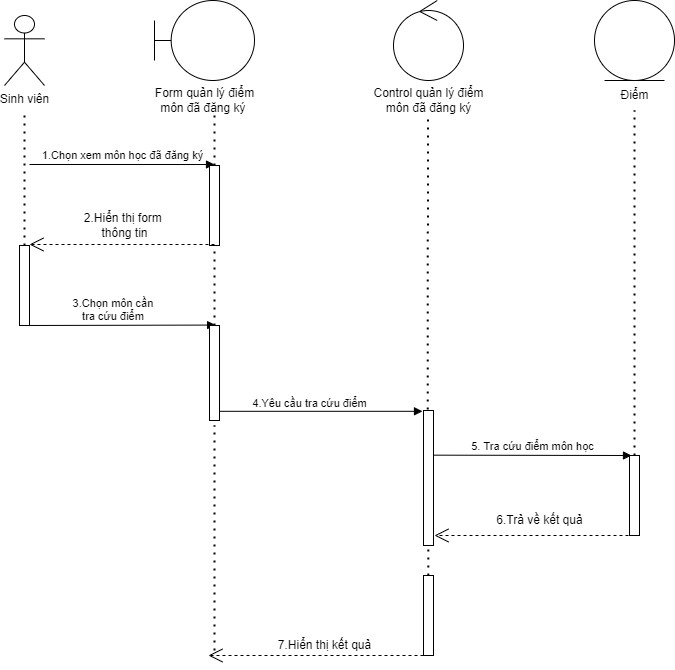 Sinh viên
Form quản lý điểm
môn đã đăng ký
Control quản lý điểm
môn đã đăng ký
Điểm
1.Chọn xem môn học đã đăng ký
2.Hiển thị form
thông tin
3.Chọn môn cần
tra cứu điểm
4.Yêu cầu tra cứu điểm
5. Tra cứu điểm môn học
6.Trả về kết quả
7.Hiển thị kết quả